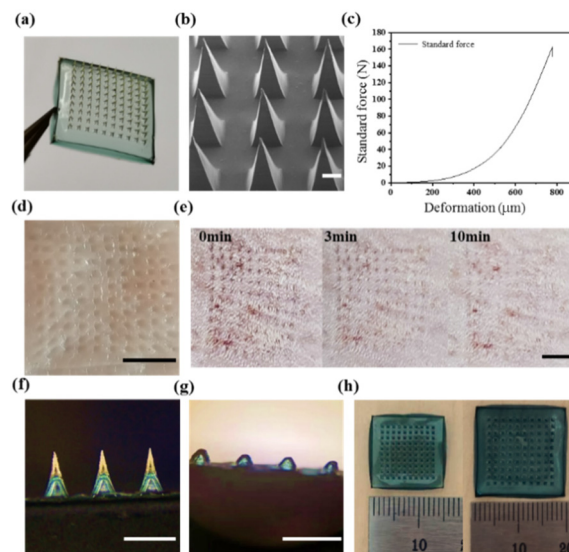 (a)
(b)
(c)
180
160
140
120
100
80
60
40
20
0
Standard force
Standard force (N)
0
200
400
600
800
Deformation (μm)
(d)
(e)
0min
3min
10min
(f)
(g)
(h)
10
10